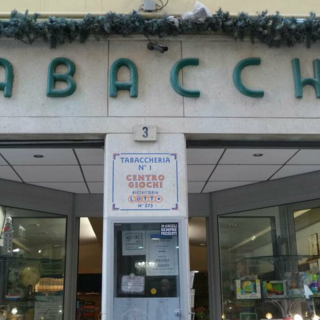 ABACCH
3
TABACCHERIA
N° 1
CENTRO
GIOCHI
RICEVITORIA
LOTTO
N° 273